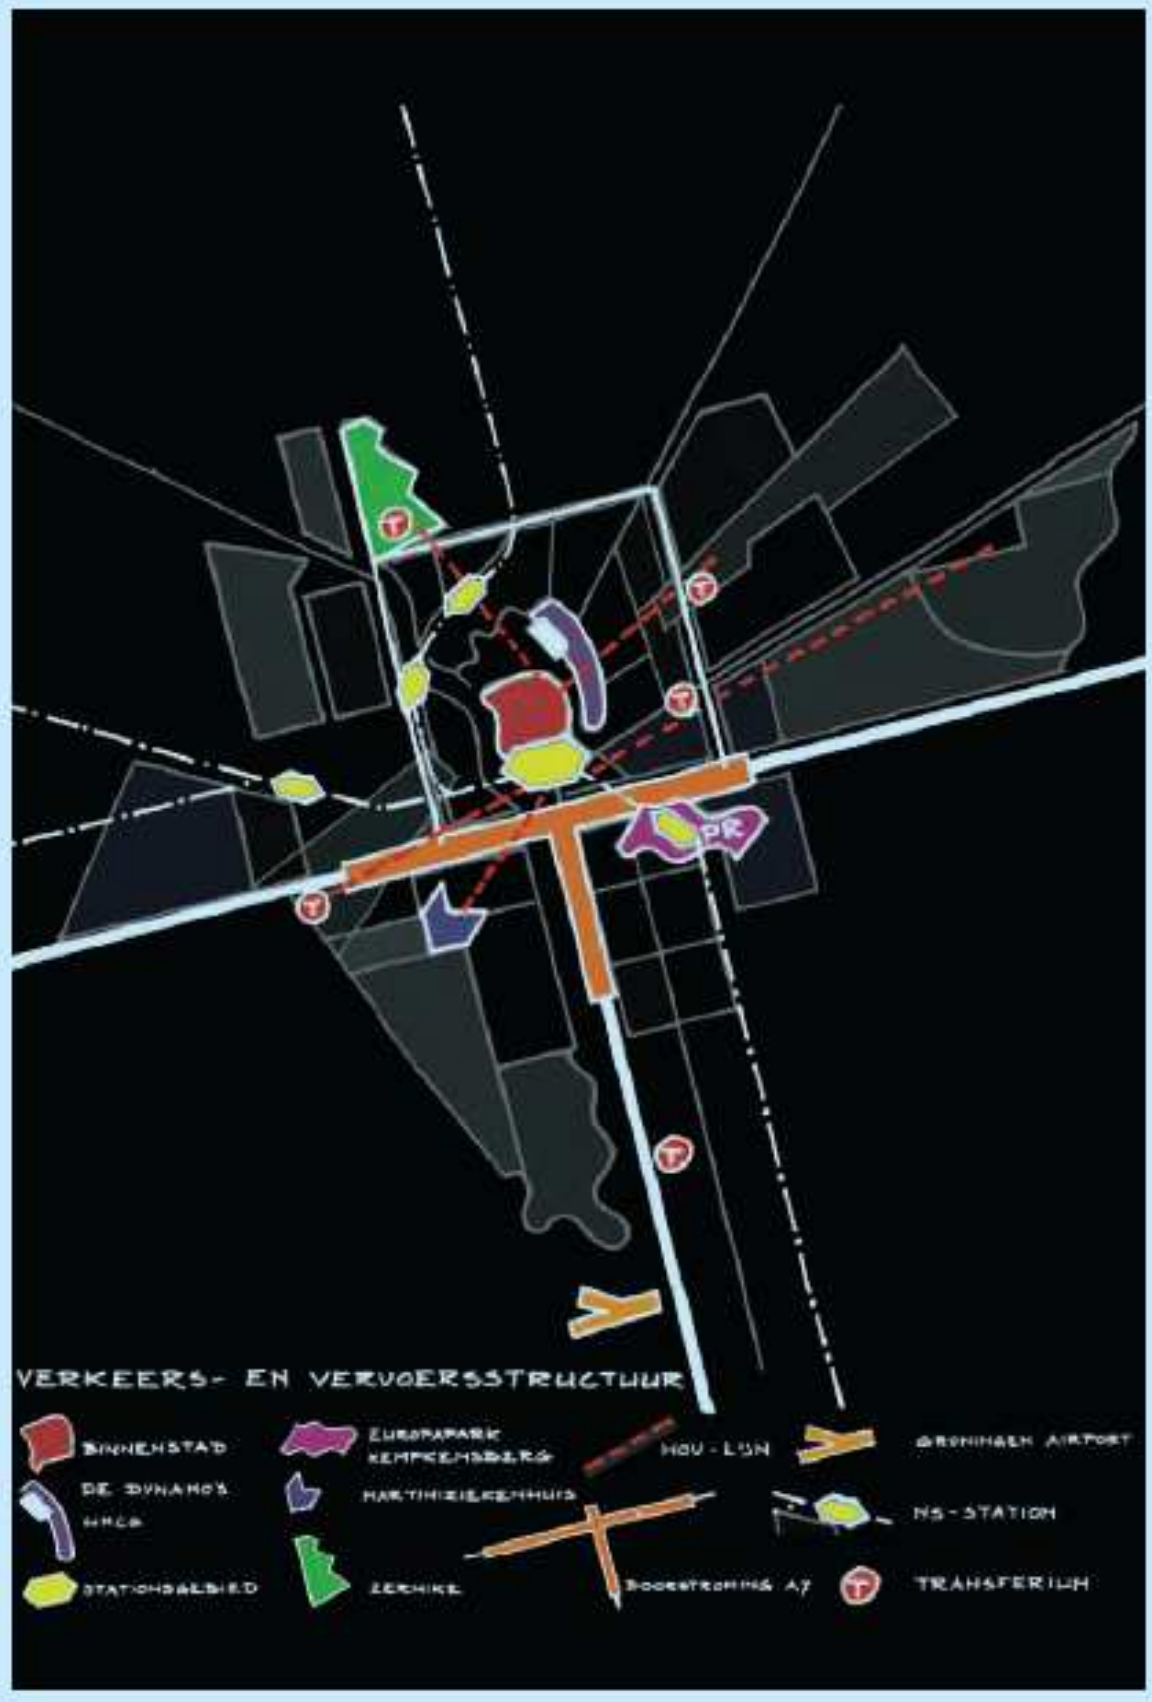 T
T
T
PR
T
T
VERKEERS- EN VERVOERSSTRUCTUUR
BINNENSTAD
EUROPAPARK
KEMPKENSBERG
HOV-LIJN
GRONINGEN AIRPORT
DE DYNAMO'S
UMCG
MARTINIZIEKENHUIS
NS-STATION
STATIONSGEBIED
ZERNIKE
DOORSTROMING A7
T
TRANSFERIUM